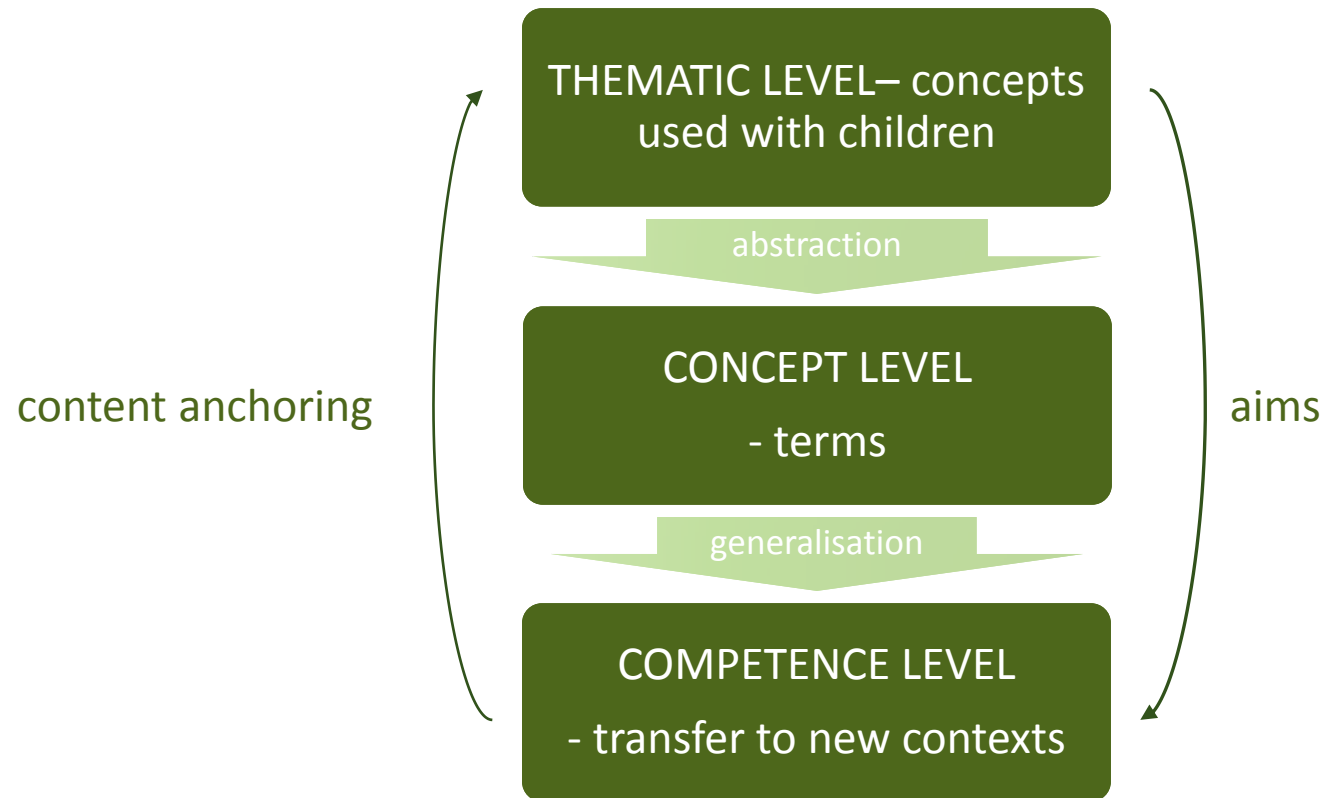 THEMATIC LEVEL– concepts
used with children
abstraction
CONCEPT LEVEL
- terms
content anchoring
aims
generalisation
COMPETENCE LEVEL
- transfer to new contexts